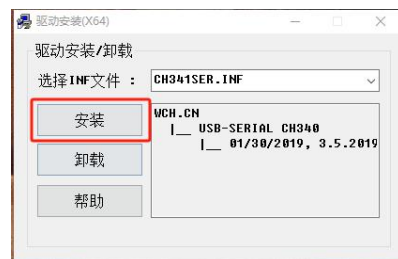 驱动安装(X64)
驱动安装/卸载
选择INF文件 :
CH341SER.INF
安装
卸载
帮助
WCH.CN
|__ USB-SERIAL CH340
|__ 01/30/2019, 3.5.2019